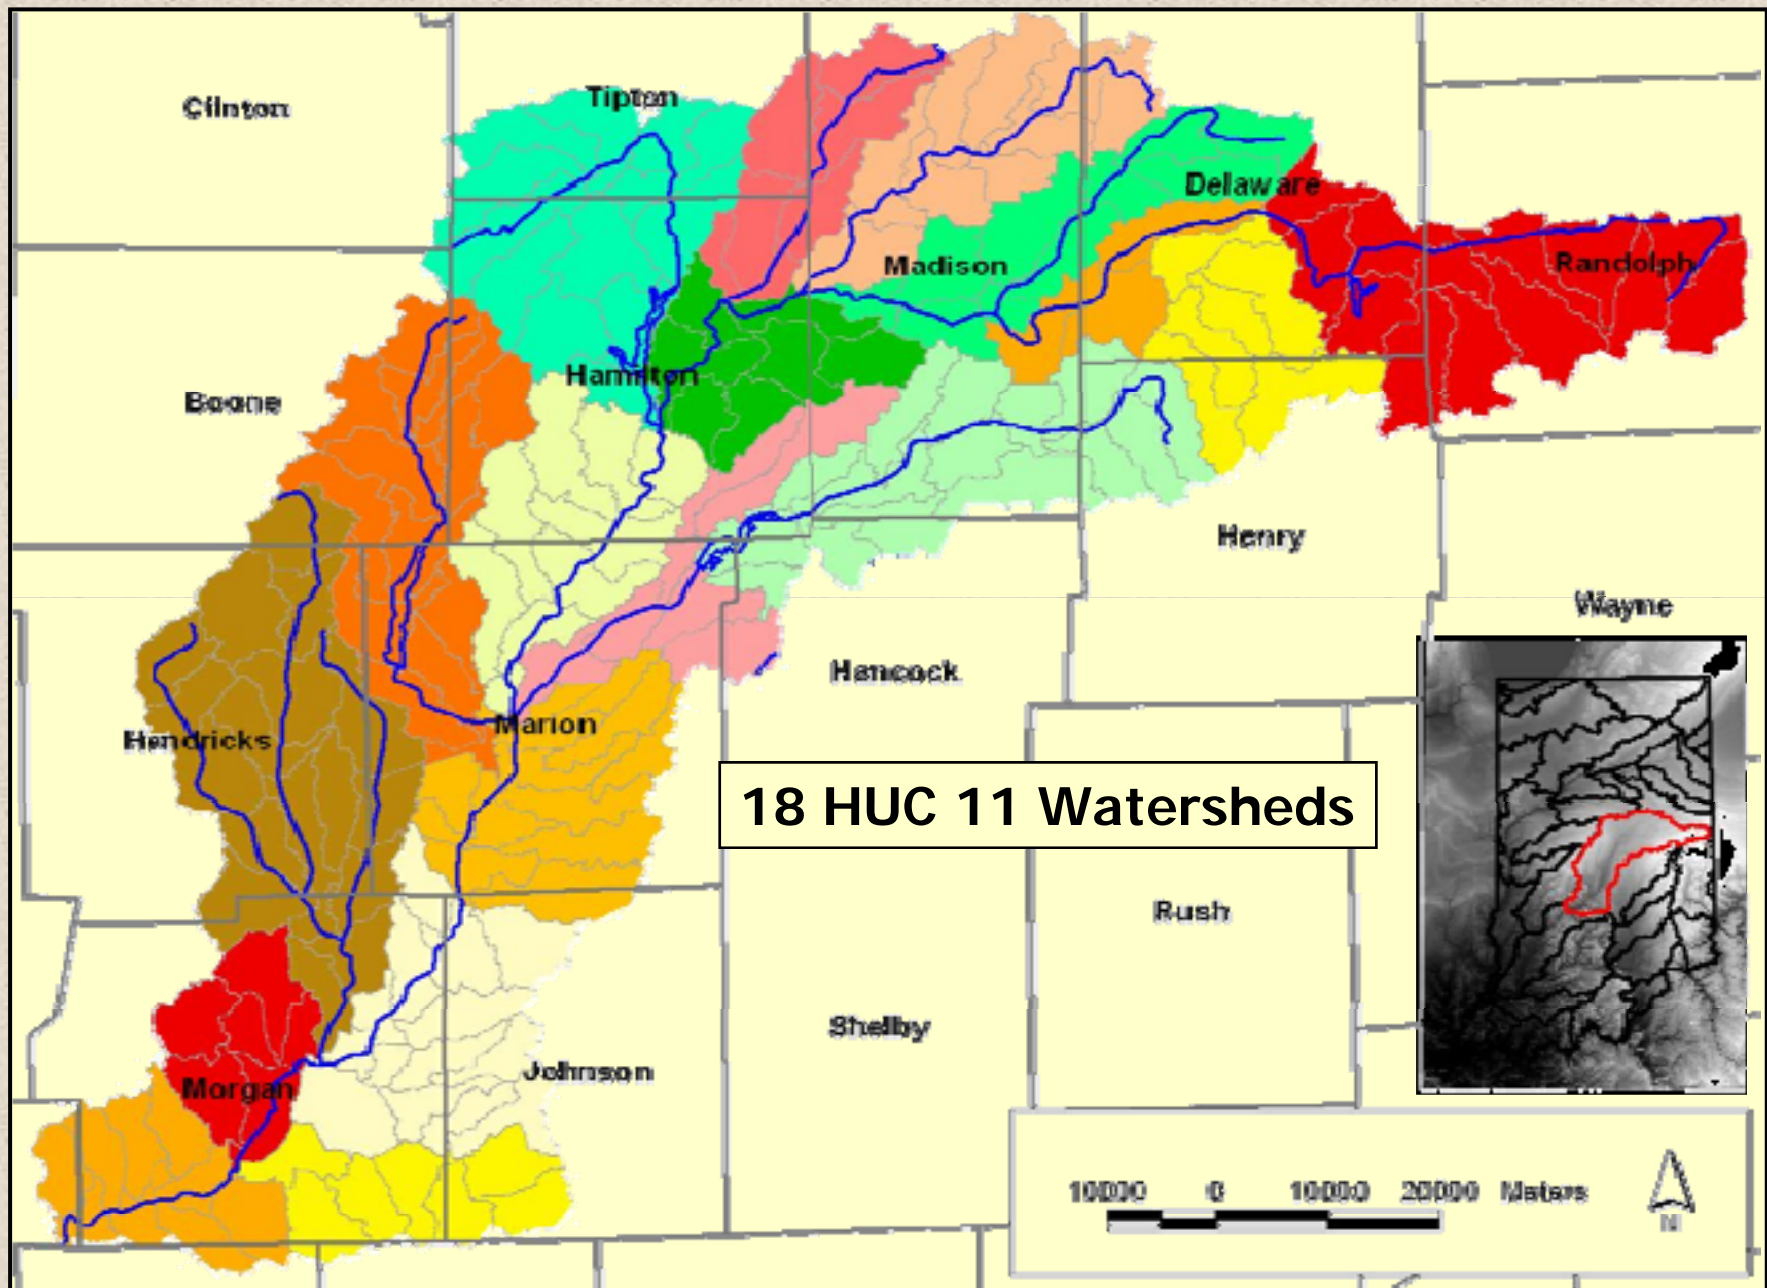 Clinton
Tipton
Delaware
Madison
Randolph
Hamilton
Boone
Henry
Wayne
Hancock
Marion
Hendricks
18 HUC 11 Watersheds
Rush
Shelby
Johnson
Morgan
10000 0 10000 20000 Meters
N